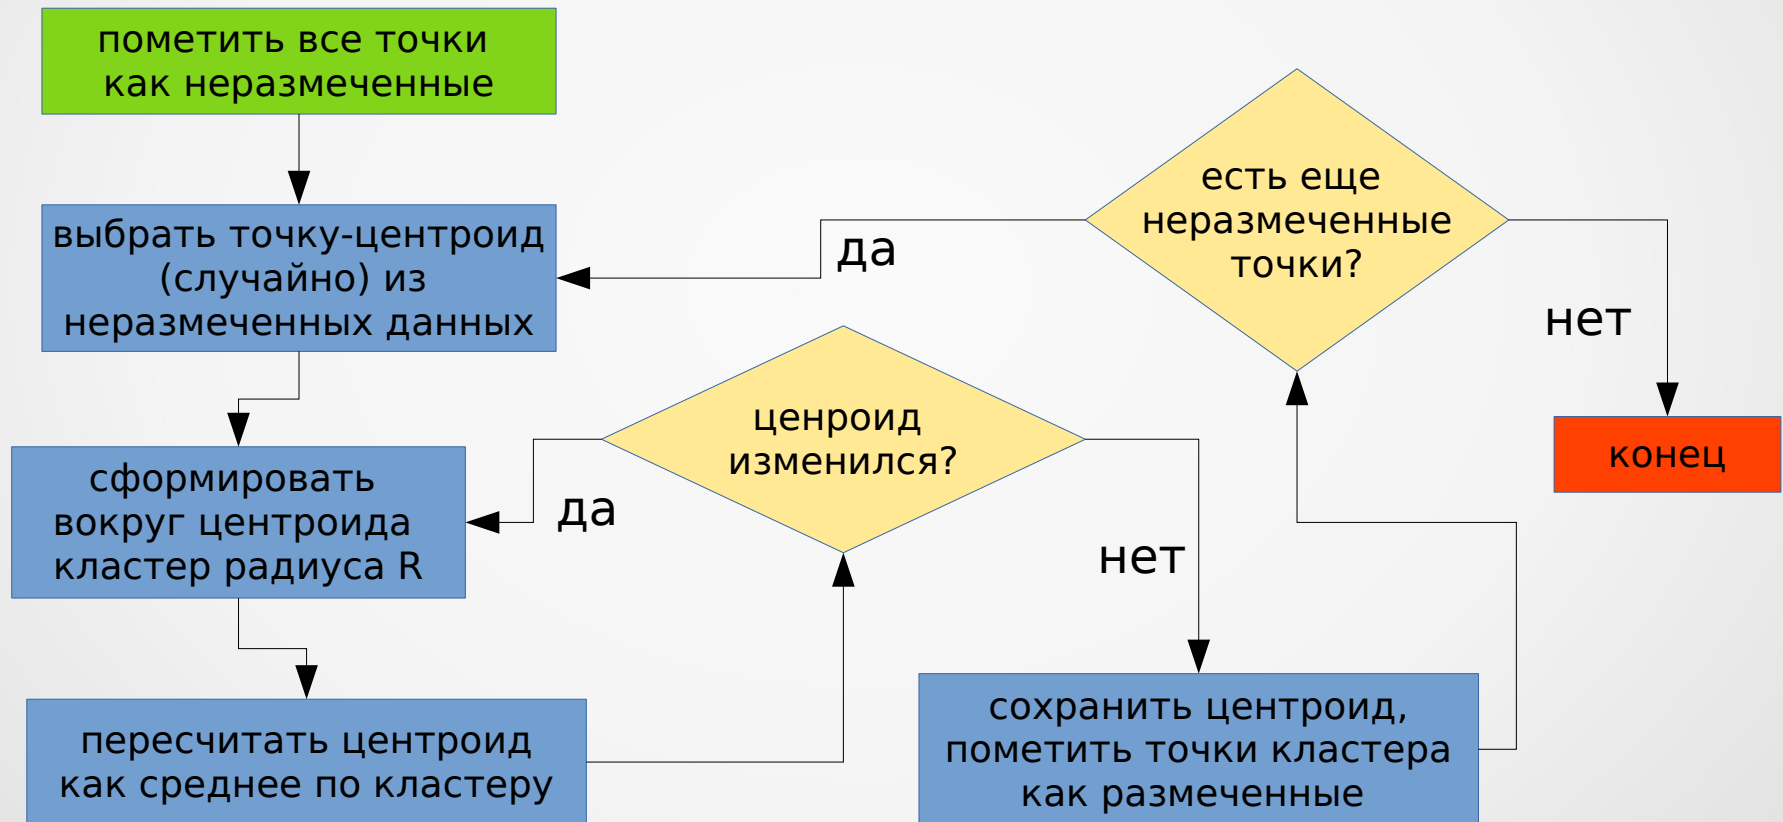 пометить все точки
как неразмеченные
выбрать точку-центроид
(случайно) из
неразмеченных данных
сформировать
вокруг центроида
кластер радиуса R
пересчитать центроид
как среднее по кластеру
ценроид
изменился?
да
нет
сохранить центроид,
пометить точки кластера
как размеченные
есть еще
неразмеченные
точки?
да
нет
конец